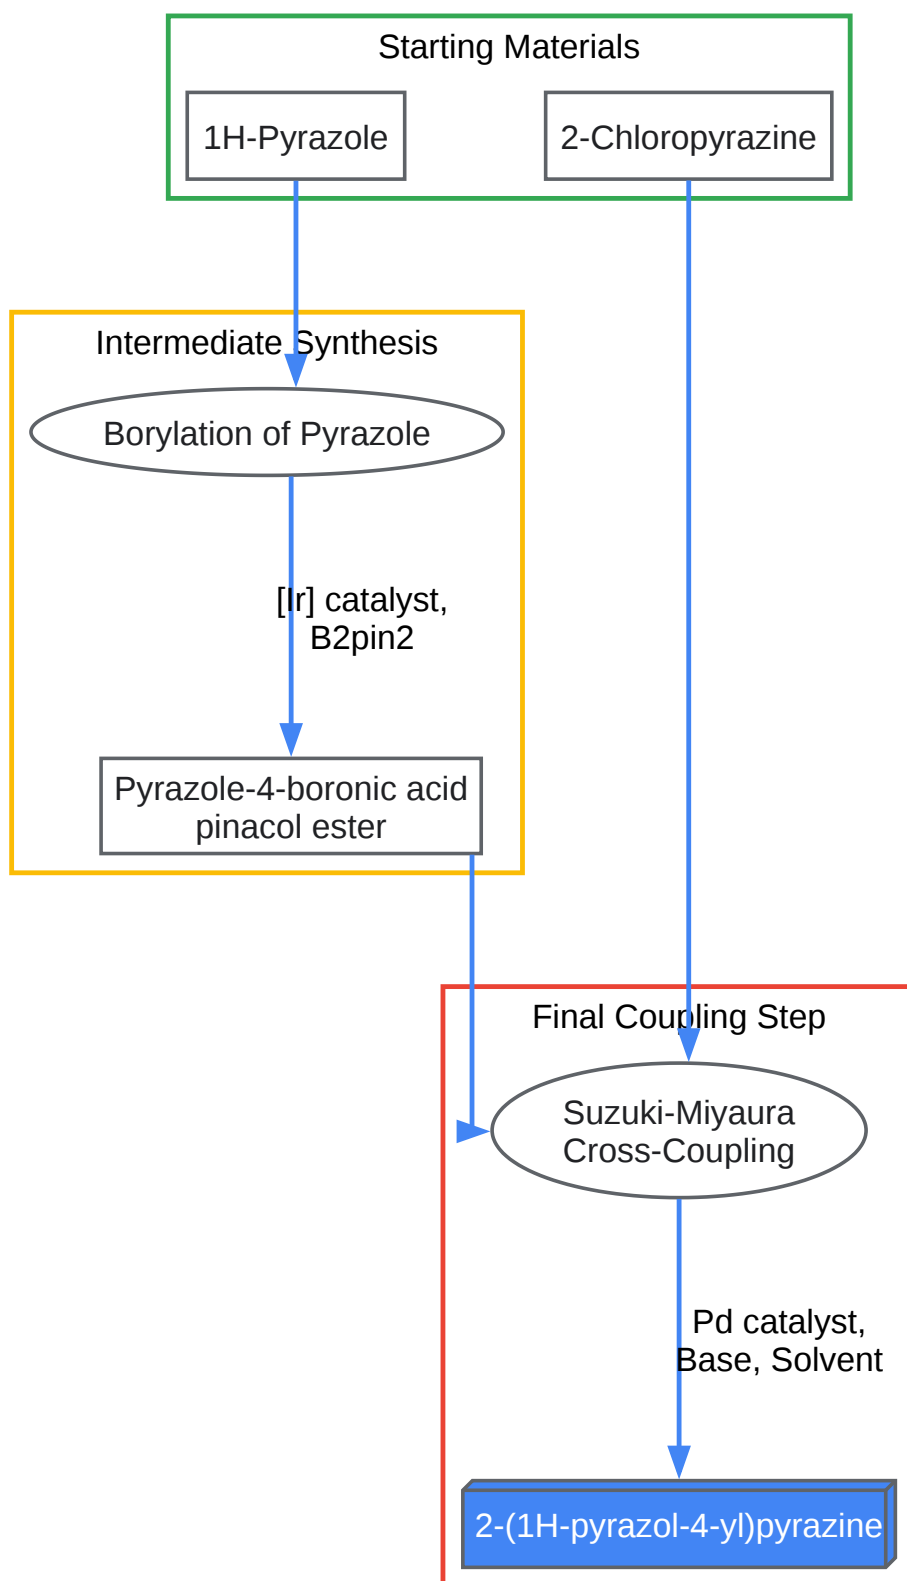 Starting Materials
1H-Pyrazole
2-Chloropyrazine
Intermediate Synthesis
Borylation of Pyrazole
[Ir] catalyst,
B2pin2
Pyrazole-4-boronic acid
pinacol ester
Final Coupling Step
Suzuki-Miyaura
Cross-Coupling
Pd catalyst,
Base, Solvent
2-(1H-pyrazol-4-yl)pyrazine